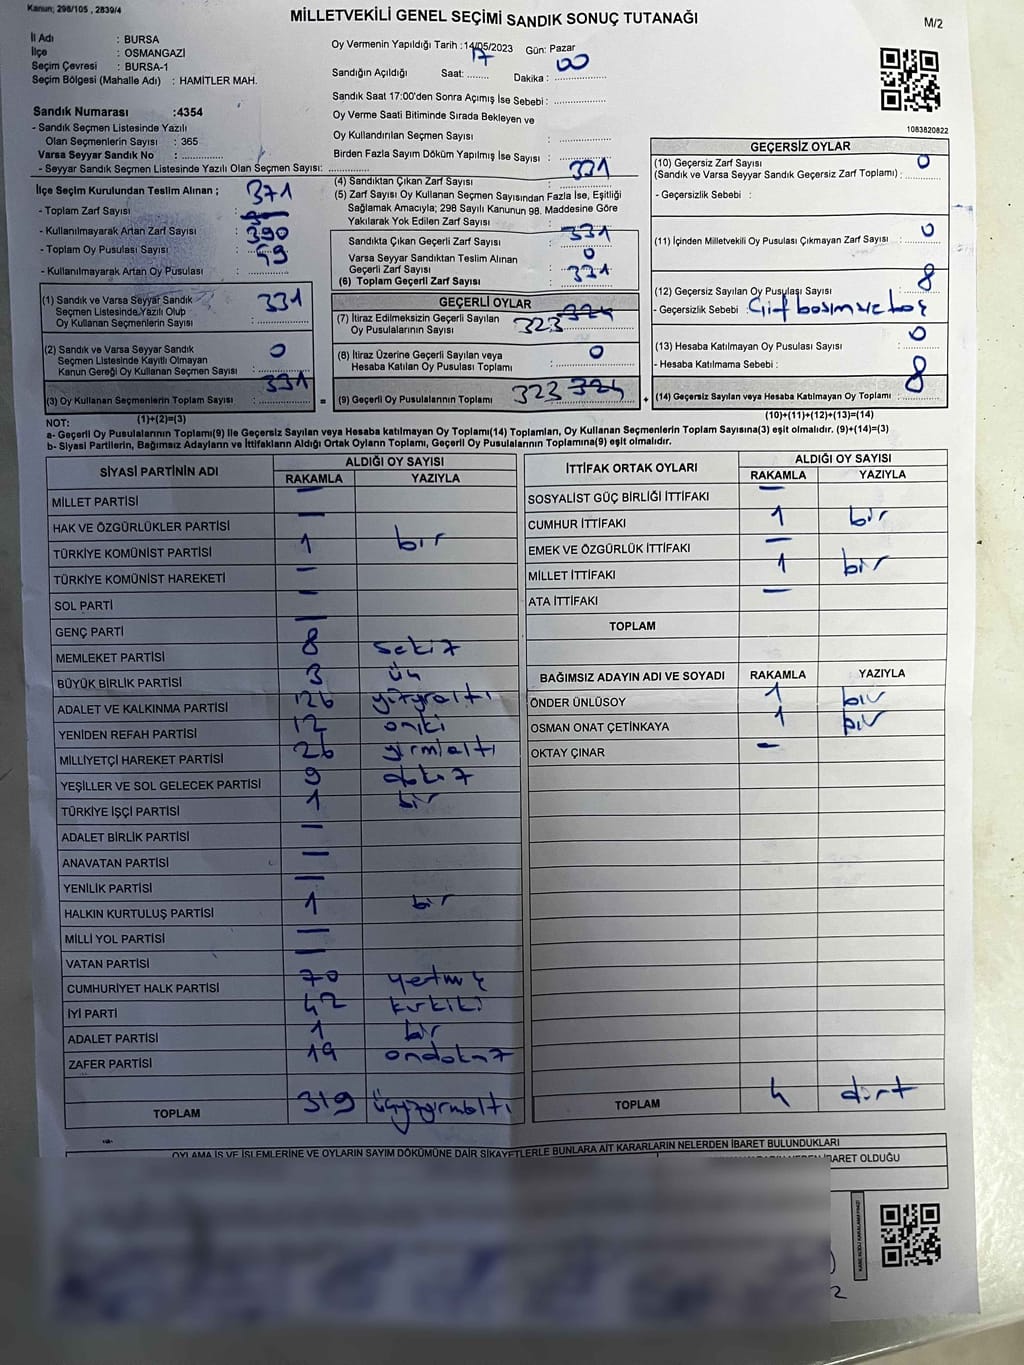 Kanun; 298/105 , 2839/4
MİLLETVEKİLİ GENEL SEÇİMİ SANDIK SONUÇ TUTANAĞI
M/2
İl Adı : BURSA
İlçe : OSMANGAZİ
Seçim Çevresi : BURSA-1
Seçim Bölgesi (Mahalle Adı) : HAMİTLER MAH.
Oy Vermenin Yapıldığı Tarih :14/05/2023 Gün: Pazar
Sandığın Açıldığı Saat: 17 Dakika : 00
Sandık Saat 17:00'den Sonra Açımış İse Sebebi :
Oy Verme Saati Bitiminde Sırada Bekleyen ve
Oy Kullandırılan Seçmen Sayısı :
Birden Fazla Sayım Döküm Yapılmış İse Sayısı :
1083820822
Sandık Numarası :4354
- Sandık Seçmen Listesinde Yazılı
Olan Seçmenlerin Sayısı : 365
Varsa Seyyar Sandık No :
- Seyyar Sandık Seçmen Listesinde Yazılı Olan Seçmen Sayısı:
İlçe Seçim Kurulundan Teslim Alınan ;
371
- Toplam Zarf Sayısı :
- Kullanılmayarak Artan Zarf Sayısı : 390
- Toplam Oy Pusulası Sayısı :
- Kullanılmayarak Artan Oy Pusulası :
(4) Sandıktan Çıkan Zarf Sayısı : 331
(5) Zarf Sayısı Oy Kullanan Seçmen Sayısından Fazla İse, Eşitliği
Sağlamak Amacıyla; 298 Sayılı Kanunun 98. Maddesine Göre
Yakılarak Yok Edilen Zarf Sayısı :
Sandıkta Çıkan Geçerli Zarf Sayısı : 331
Varsa Seyyar Sandıktan Teslim Alınan
Geçerli Zarf Sayısı : 0
(6) Toplam Geçerli Zarf Sayısı : 331
GEÇERSİZ OYLAR
(10) Geçersiz Zarf Sayısı 0
(Sandık ve Varsa Seyyar Sandık Geçersiz Zarf Toplamı) :
- Geçersizlik Sebebi :
(11) İçinden Milletvekili Oy Pusulası Çıkmayan Zarf Sayısı : 0
(12) Geçersiz Sayılan Oy Pusulası Sayısı : 8
- Geçersizlik Sebebi : Çift basım ve boş
(13) Hesaba Katılmayan Oy Pusulası Sayısı : 0
- Hesaba Katılmama Sebebi :
(14) Geçersiz Sayılan veya Hesaba Katılmayan Oy Toplamı : 8
(1) Sandık ve Varsa Seyyar Sandık
Seçmen Listesinde Yazılı Olup
Oy Kullanan Seçmenlerin Sayısı : 331
(2) Sandık ve Varsa Seyyar Sandık
Seçmen Listesinde Kayıtlı Olmayan
Kanun Gereği Oy Kullanan Seçmen Sayısı : 0
(3) Oy Kullanan Seçmenlerin Toplam Sayısı : 331
GEÇERLİ OYLAR
(7) İtiraz Edilmeksizin Geçerli Sayılan
Oy Pusulalarının Sayısı : 323 324
(8) İtiraz Üzerine Geçerli Sayılan veya
Hesaba Katılan Oy Pusulası Toplamı : 0
= (9) Geçerli Oy Pusulalarının Toplamı : 323 324 +
(1)+(2)=(3)
(10)+(11)+(12)+(13)=(14)
NOT:
a- Geçerli Oy Pusulalarının Toplamı(9) ile Geçersiz Sayılan veya Hesaba katılmayan Oy Toplamı(14) Toplamları, Oy Kullanan Seçmenlerin Toplam Sayısına(3) eşit olmalıdır. (9)+(14)=(3)
b- Siyasi Partilerin, Bağımsız Adayların ve İttifakların Aldığı Ortak Oyların Toplamı, Geçerli Oy Pusulalarının Toplamına(9) eşit olmalıdır.
SİYASİ PARTİNİN ADI ALDIĞI OY SAYISI
RAKAMLA YAZIYLA
MİLLET PARTİSİ —
HAK VE ÖZGÜRLÜKLER PARTİSİ —
TÜRKİYE KOMÜNİST PARTİSİ 1 bir
TÜRKİYE KOMÜNİST HAREKETİ —
SOL PARTİ —
GENÇ PARTİ —
MEMLEKET PARTİSİ 8 sekiz
BÜYÜK BİRLİK PARTİSİ 3 üç
ADALET VE KALKINMA PARTİSİ 126
YENİDEN REFAH PARTİSİ 12 oniki
MİLLİYETÇİ HAREKET PARTİSİ 26 yirmialtı
YEŞİLLER VE SOL GELECEK PARTİSİ 9 dokuz
TÜRKİYE İŞÇİ PARTİSİ 1 bir
ADALET BİRLİK PARTİSİ —
ANAVATAN PARTİSİ —
YENİLİK PARTİSİ —
HALKIN KURTULUŞ PARTİSİ 1 bir
MİLLİ YOL PARTİSİ —
VATAN PARTİSİ —
CUMHURİYET HALK PARTİSİ 70 yetmiş
İYİ PARTİ 42 kırkiki
ADALET PARTİSİ 1 bir
ZAFER PARTİSİ 19 ondokuz
TOPLAM 319
İTTİFAK ORTAK OYLARI ALDIĞI OY SAYISI
RAKAMLA YAZIYLA
SOSYALİST GÜÇ BİRLİĞİ İTTİFAKI —
CUMHUR İTTİFAKI 1 bir
EMEK VE ÖZGÜRLÜK İTTİFAKI —
MİLLET İTTİFAKI 1 bir
ATA İTTİFAKI —
TOPLAM
BAĞIMSIZ ADAYIN ADI VE SOYADI RAKAMLA YAZIYLA
ÖNDER ÜNLÜSOY 1 bir
OSMAN ONAT ÇETİNKAYA 1 bir
OKTAY ÇINAR —
TOPLAM 4 dört
OYLAMA İŞ VE İŞLEMLERİNE VE OYLARIN SAYIM DÖKÜMÜNE DAİR ŞİKAYETLERLE BUNLARA AİT KARARLARIN NELERDEN İBARET BULUNDUKLARI
İBARET OLDUĞU